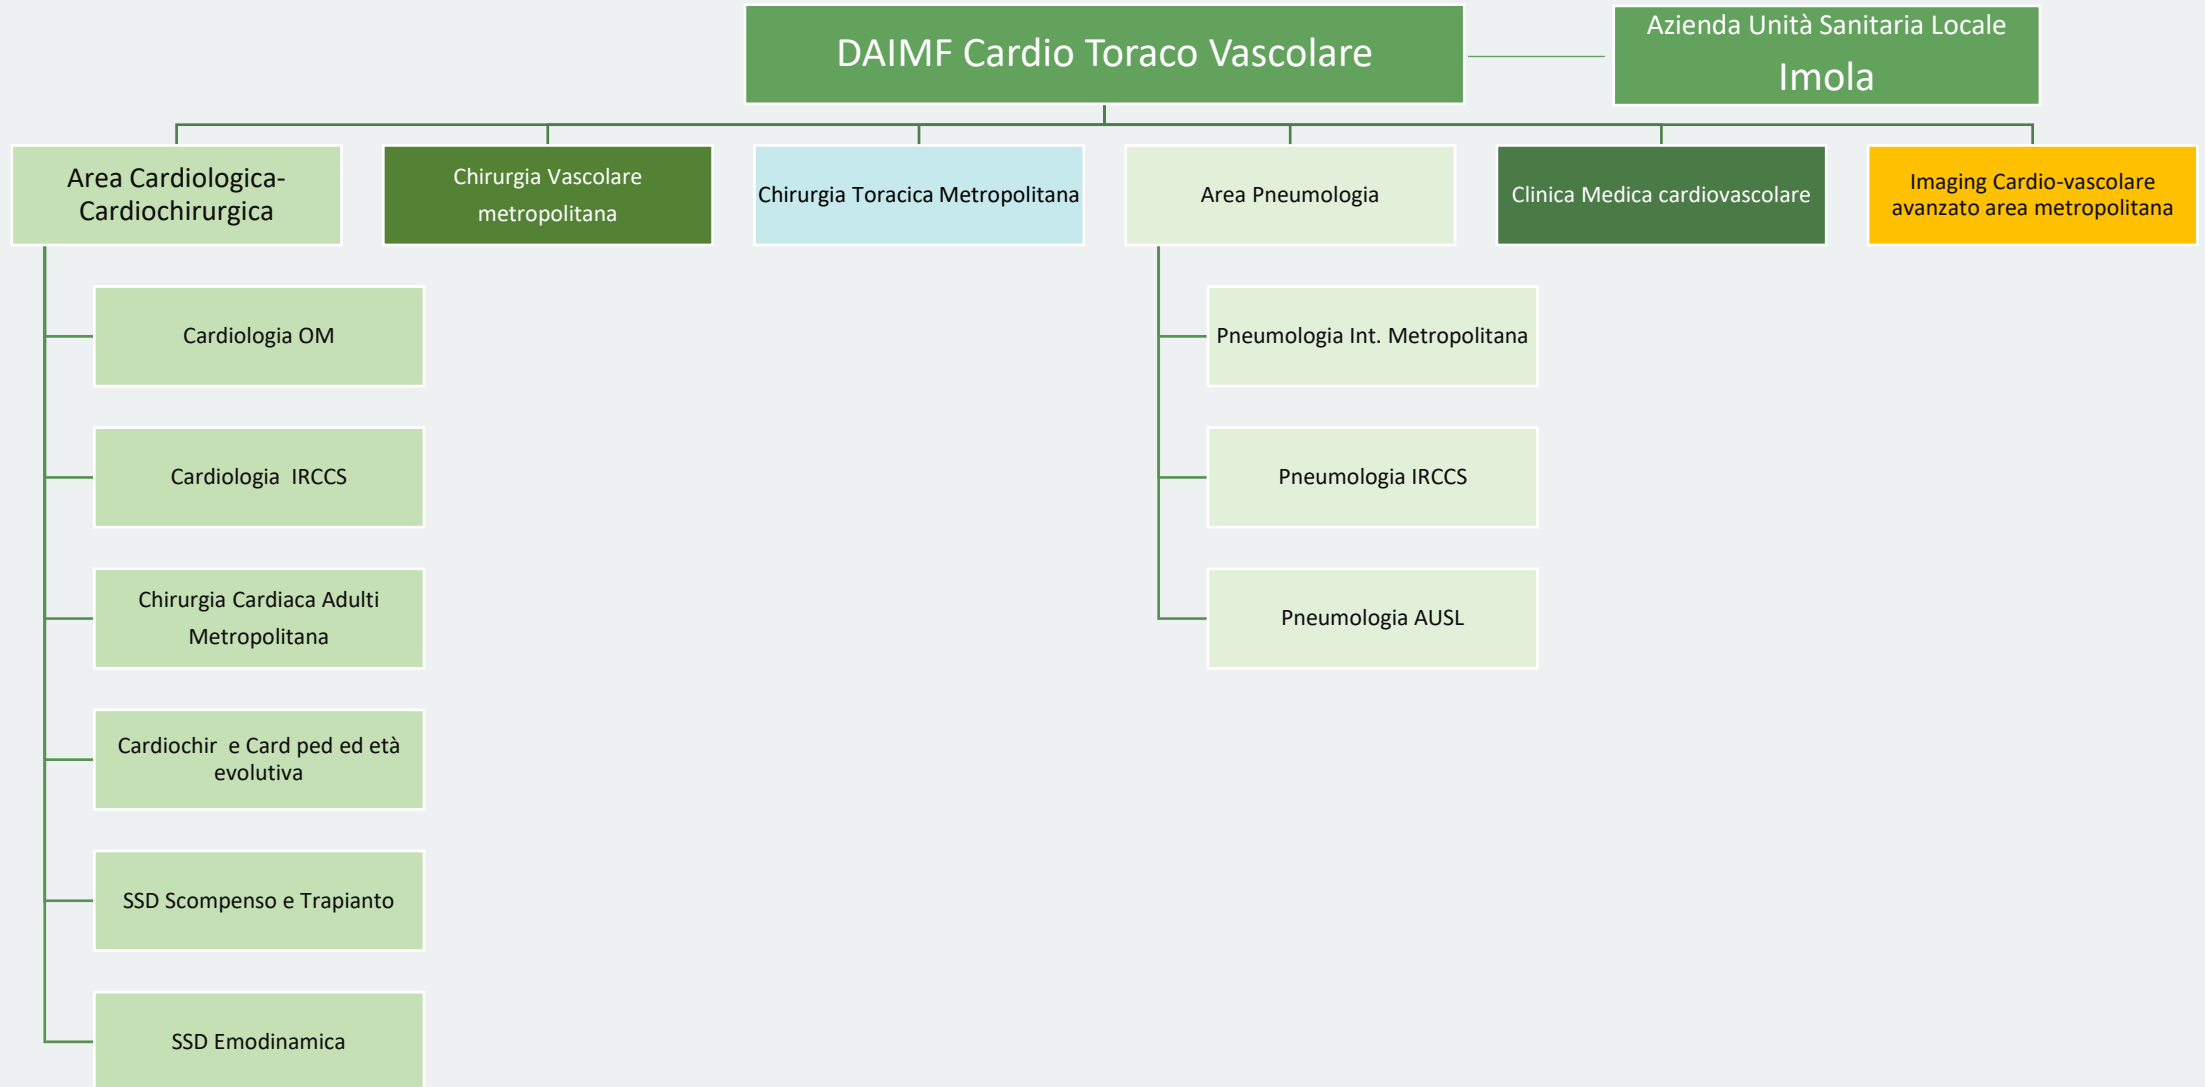 DAIMF Cardio Toraco Vascolare
Azienda Unità Sanitaria Locale
Imola
Area Cardiologica-
Cardiochirurgica
Chirurgia Vascolare
metropolitana
Chirurgia Toracica Metropolitana
Area Pneumologia
Clinica Medica cardiovascolare
Imaging Cardio-vascolare
avanzato area metropolitana
Cardiologia OM
Cardiologia IRCCS
Chirurgia Cardiaca Adulti
Metropolitana
Cardiochir e Card ped ed età
evolutiva
SSD Scompenso e Trapianto
SSD Emodinamica
Pneumologia Int. Metropolitana
Pneumologia IRCCS
Pneumologia AUSL